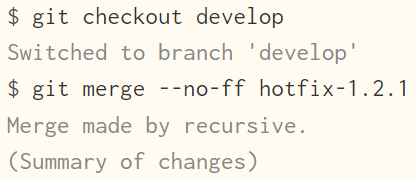 $ git checkout develop
Switched to branch 'develop'
$ git merge --no-ff hotfix-1.2.1
Merge made by recursive.
(Summary of changes)